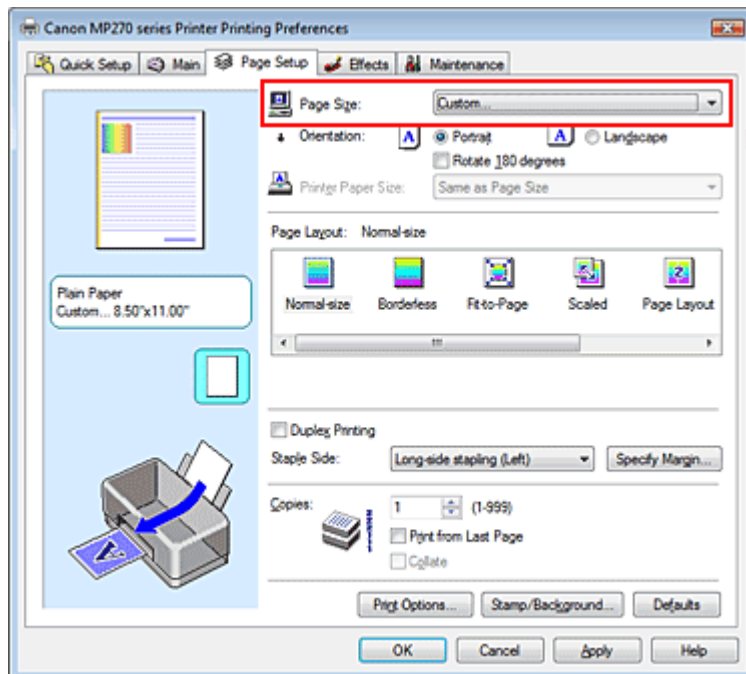 Canon MP270 series Printer Printing Preferences
Quick Setup Main Page Setup Effects Maintenance
Page Size: Custom...
Orientation: A Portrait A Landscape
Rotate 180 degrees
Printer Paper Size: Same as Page Size
Page Layout: Normal-size
Normal-size Borderless Fit-to-Page Scaled Page Layout
Plain Paper
Custom... 8.50"x11.00"
Duplex Printing
Staple Side: Long-side stapling (Left) Specify Margin...
Copies: 1 (1-999)
Print from Last Page
Collate
Print Options... Stamp/Background... Defaults
OK Cancel Apply Help